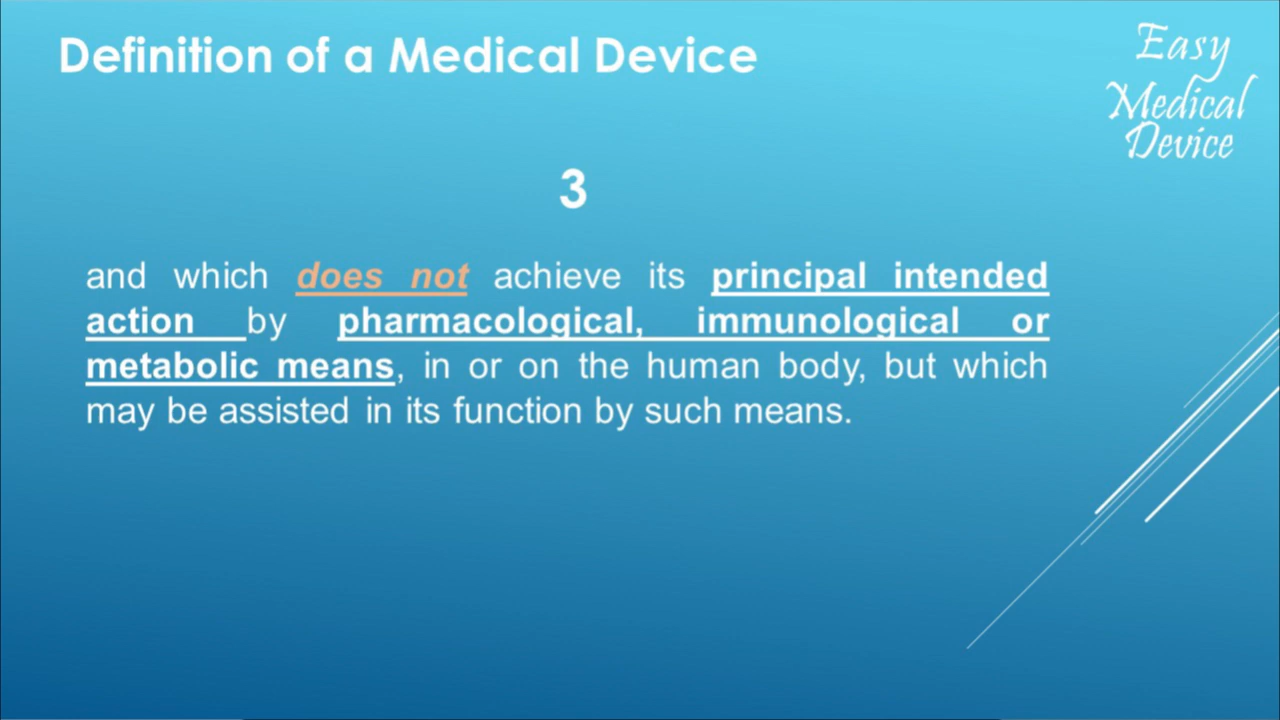 Definition of a Medical Device
Easy
Medical
Device
3
and which does not achieve its principal intended
action by pharmacological, immunological or
metabolic means, in or on the human body, but which
may be assisted in its function by such means.